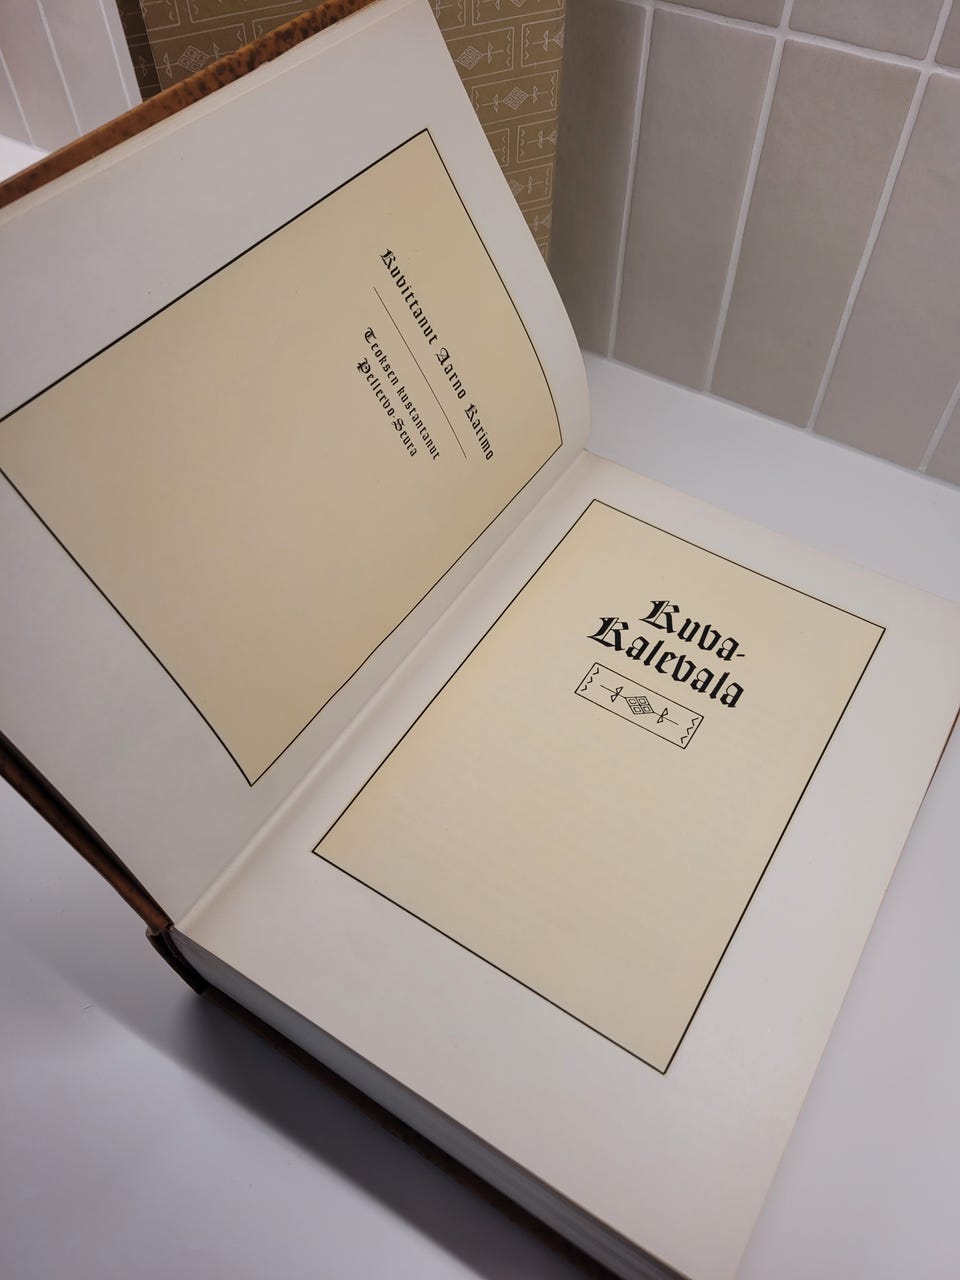 Kuvittanut Aarno Karimo
Teoksen kustantanut
Pellervo-Seura
Kuva-
Kalevala